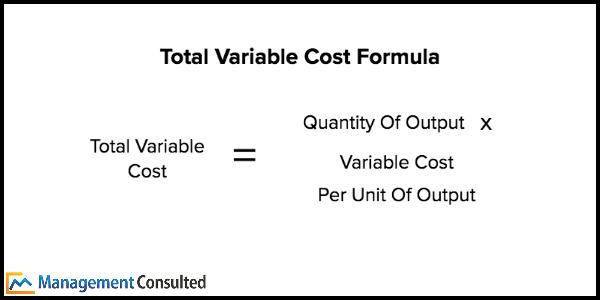 Total Variable Cost Formula
Total Variable
Cost
=
Quantity Of Output x
Variable Cost
Per Unit Of Output
Management Consulted